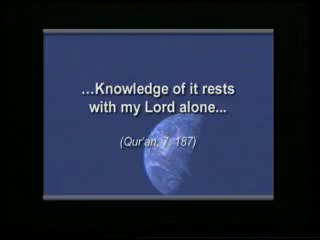 ...Knowledge of it rests
with my Lord alone...
(Qur'an, 7: 187)